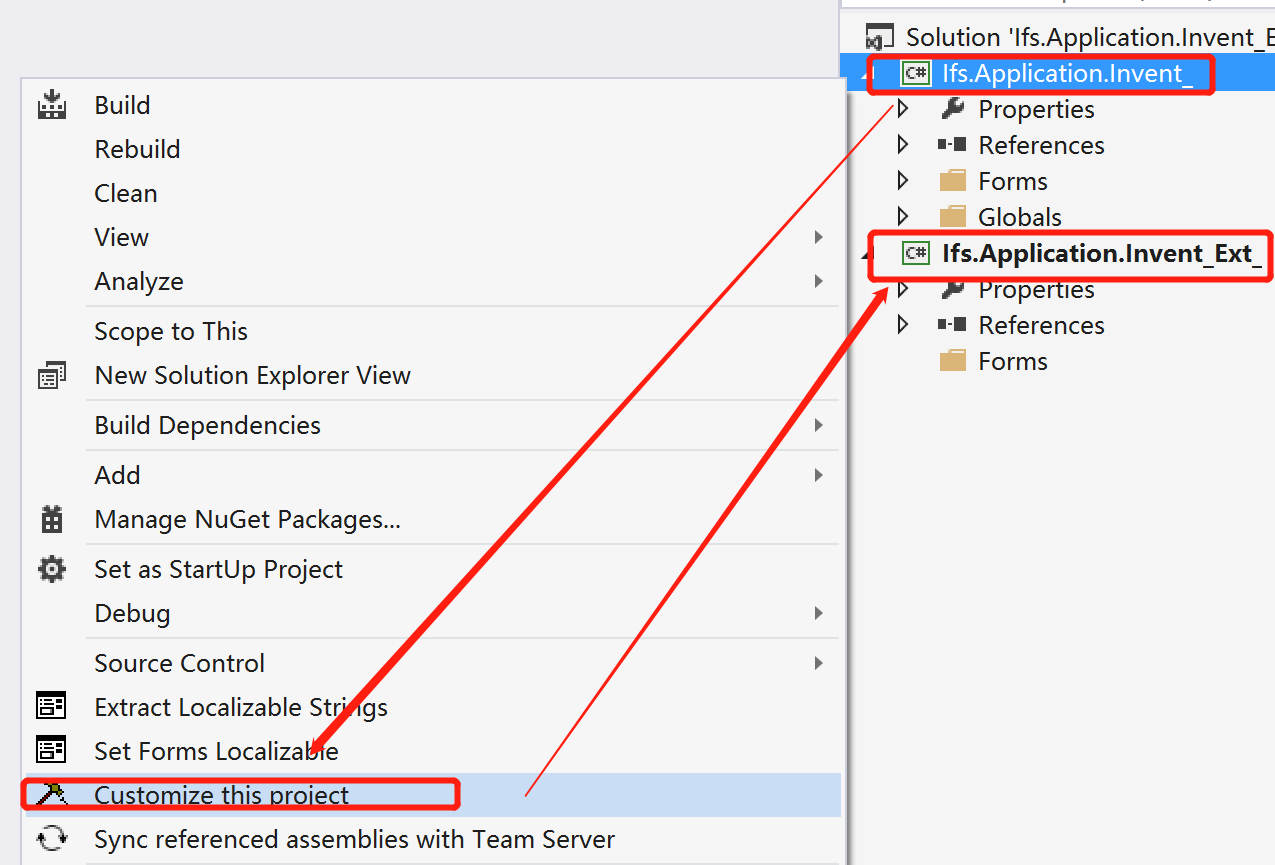 Build
Rebuild
Clean
View
Analyze
Scope to This
New Solution Explorer View
Build Dependencies
Add
Manage NuGet Packages...
Set as StartUp Project
Debug
Source Control
Extract Localizable Strings
Set Forms Localizable
Customize this project
Sync referenced assemblies with Team Server
Solution 'Ifs.Application.Invent_E
C# Ifs.Application.Invent_
Properties
References
Forms
Globals
C# Ifs.Application.Invent_Ext_
Properties
References
Forms